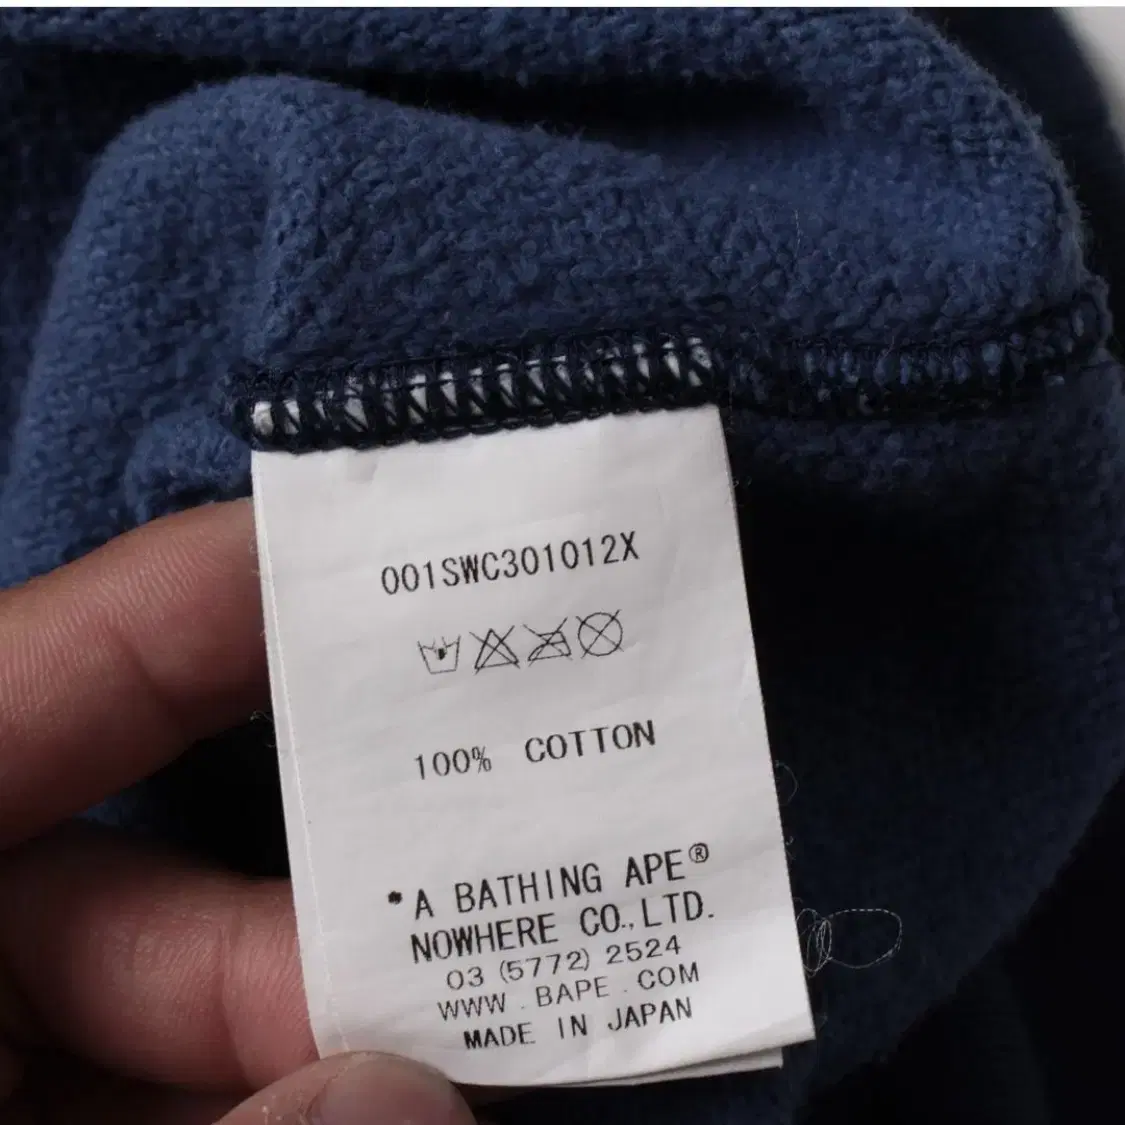 001SWC301012X
100% COTTON
*A BATHING APE®
NOWHERE CO., LTD.
03 (5772) 2524
WWW.BAPE.COM
MADE IN JAPAN